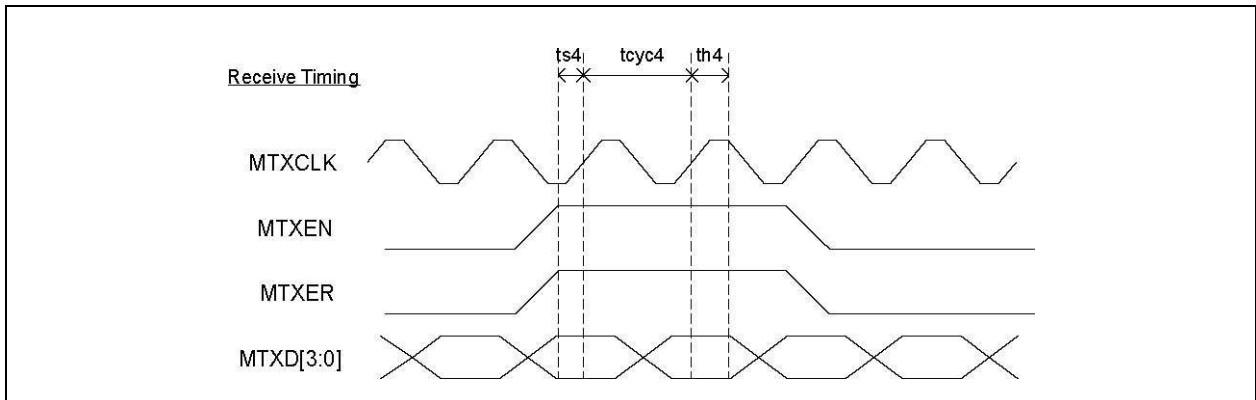 ts4 tcyc4 th4
Receive Timing
MTXCLK
MTXEN
MTXER
MTXD[3:0]